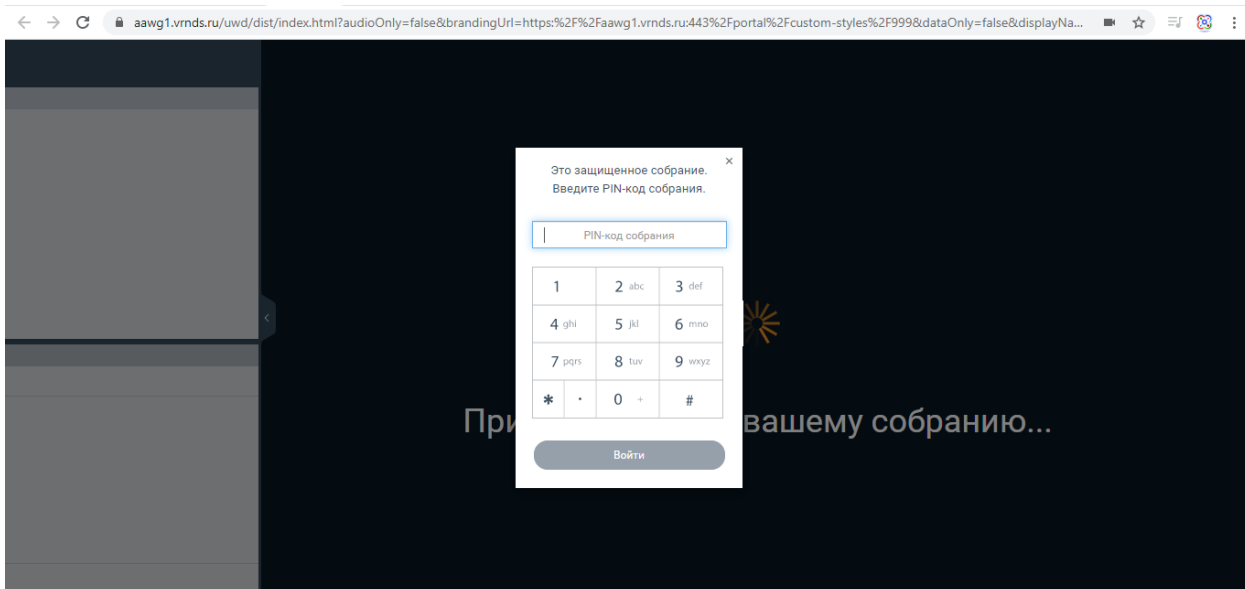 aawg1.vrnds.ru/uwd/dist/index.html?audioOnly=false&brandingUrl=https:%2F%2Faawg1.vrnds.ru:443%2Fportal%2Fcustom-styles%2F999&dataOnly=false&displayNa...
Это защищенное собрание.
Введите PIN-код собрания.
PIN-код собрания
1 2 abc 3 def
4 ghi 5 jkl 6 mno
7 pqrs 8 tuv 9 wxyz
* · 0 + #
При вашему собранию...
Войти